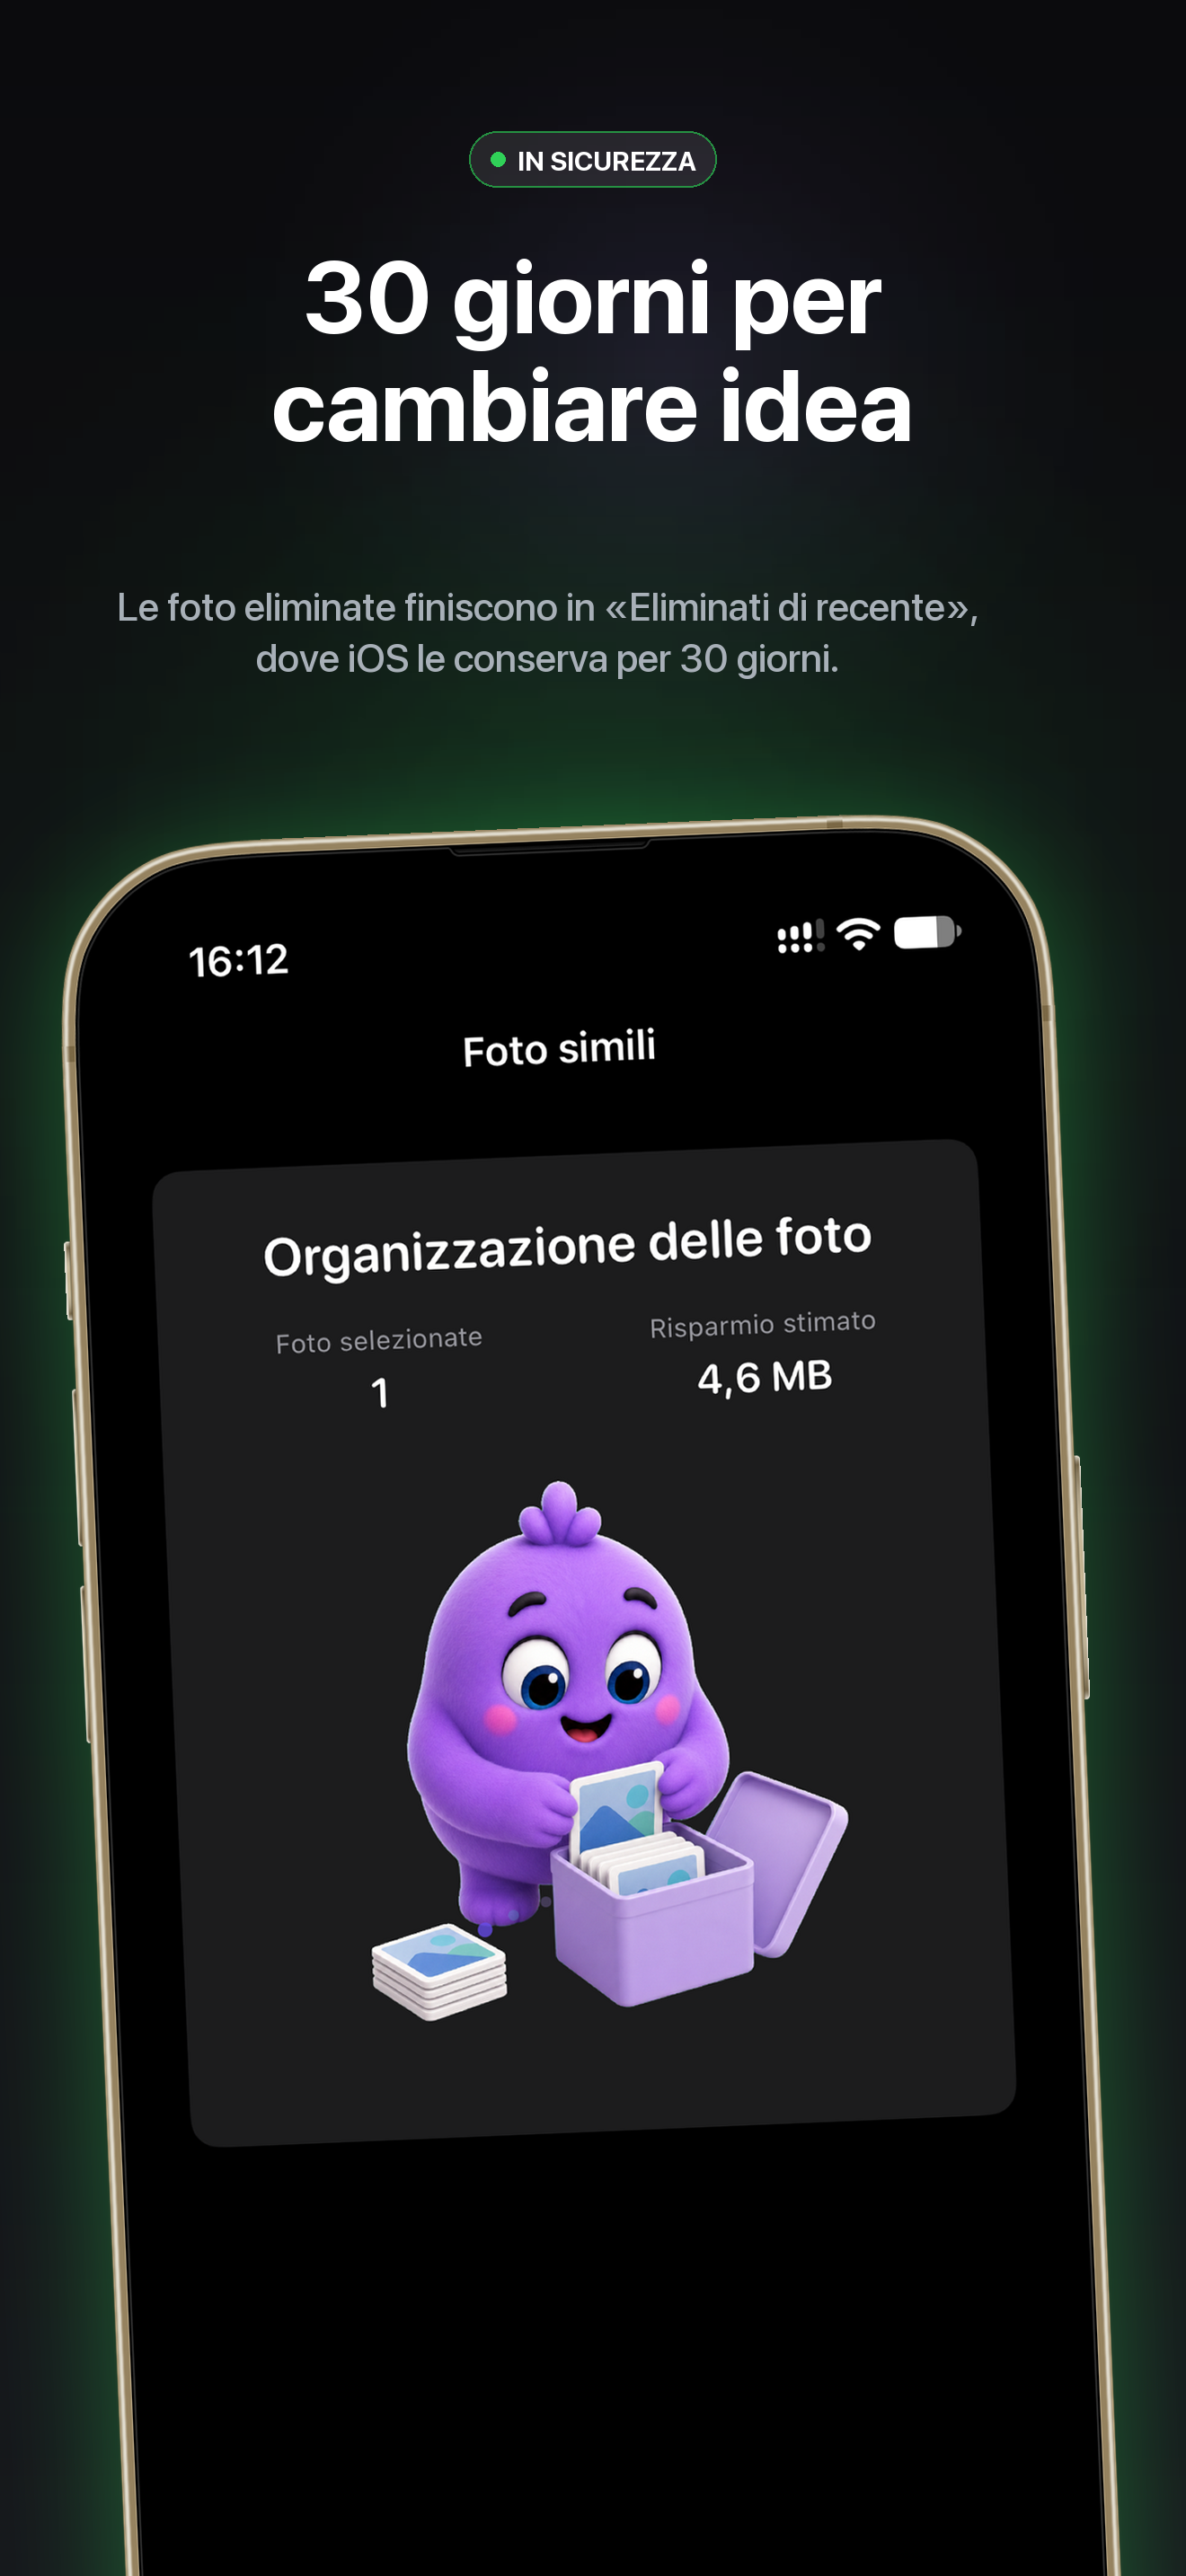 IN SICUREZZA
30 giorni per
cambiare idea
Le foto eliminate finiscono in «Eliminati di recente»,
dove iOS le conserva per 30 giorni.
16:12
Foto simili
Organizzazione delle foto
Foto selezionate
1
Risparmio stimato
4,6 MB